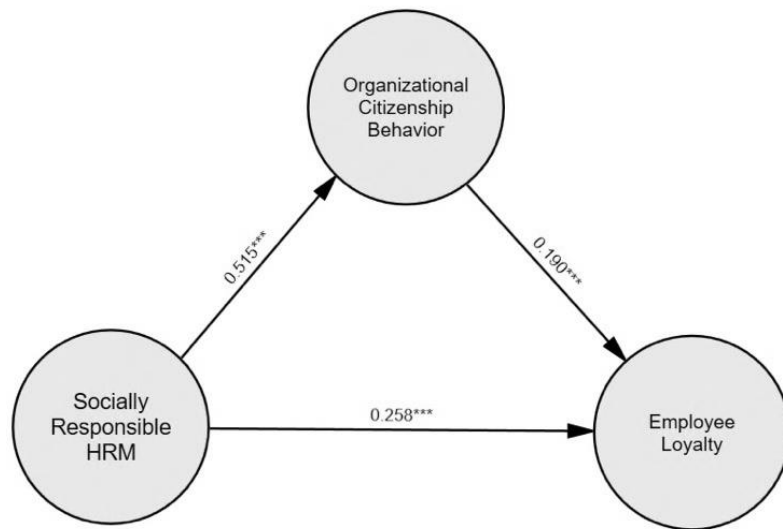 Organizational
Citizenship
Behavior
0.515***
0.190***
Socially
Responsible
HRM
0.258***
Employee
Loyalty